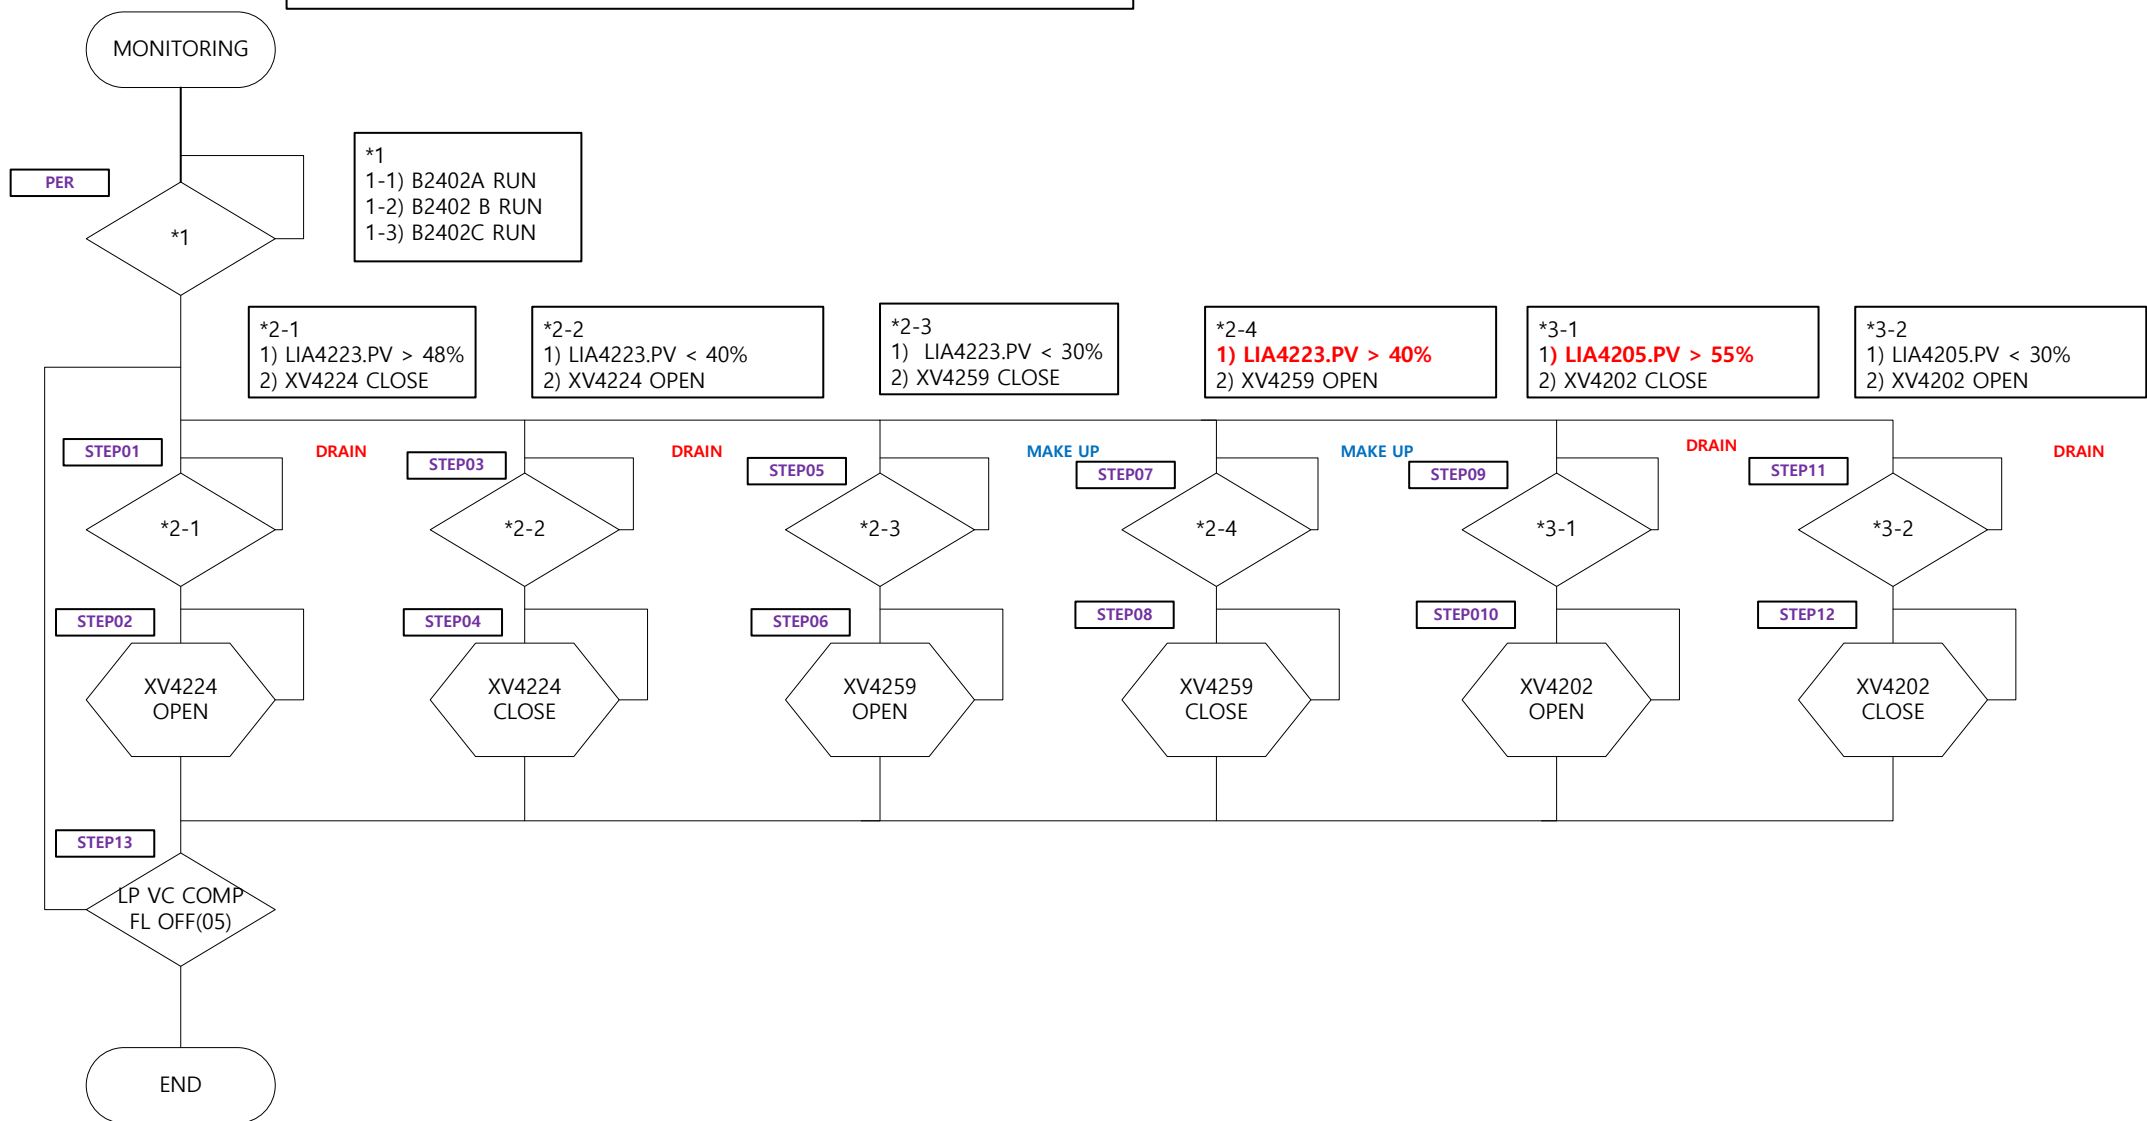 MONITORING
PER
*1
*1
1-1) B2402A RUN
1-2) B2402 B RUN
1-3) B2402C RUN
*2-1
1) LIA4223.PV > 48%
2) XV4224 CLOSE
*2-2
1) LIA4223.PV < 40%
2) XV4224 OPEN
*2-3
1) LIA4223.PV < 30%
2) XV4259 CLOSE
*2-4
1) LIA4223.PV > 40%
2) XV4259 OPEN
*3-1
1) LIA4205.PV > 55%
2) XV4202 CLOSE
*3-2
1) LIA4205.PV < 30%
2) XV4202 OPEN
STEP01
DRAIN
STEP03
DRAIN
STEP05
MAKE UP
STEP07
MAKE UP
STEP09
DRAIN
STEP11
DRAIN
*2-1
*2-2
*2-3
*2-4
*3-1
*3-2
STEP02
STEP04
STEP06
STEP08
STEP010
STEP12
XV4224
OPEN
XV4224
CLOSE
XV4259
OPEN
XV4259
CLOSE
XV4202
OPEN
XV4202
CLOSE
STEP13
LP VC COMP
FL OFF(05)
END